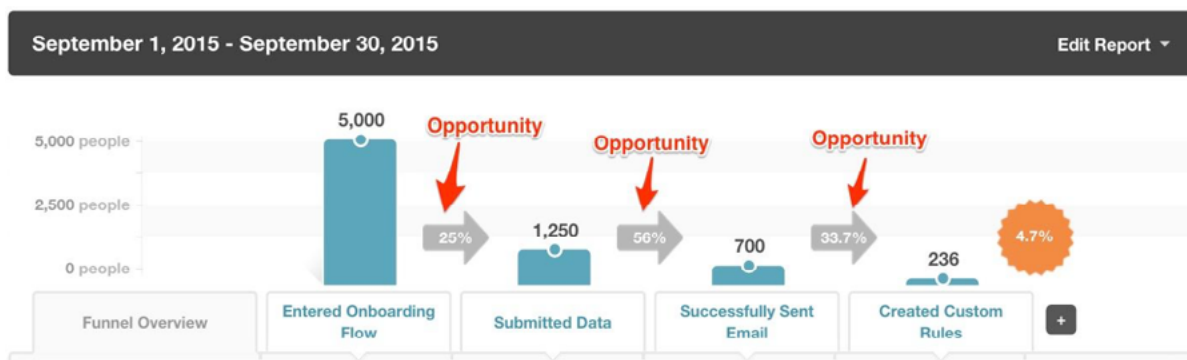 September 1, 2015 - September 30, 2015
Edit Report
5,000 people
2,500 people
0 people
5,000
Opportunity
25%
1,250
Opportunity
56%
700
Opportunity
33.7%
236
4.7%
Funnel Overview
Entered Onboarding
Flow
Submitted Data
Successfully Sent
Email
Created Custom
Rules
+